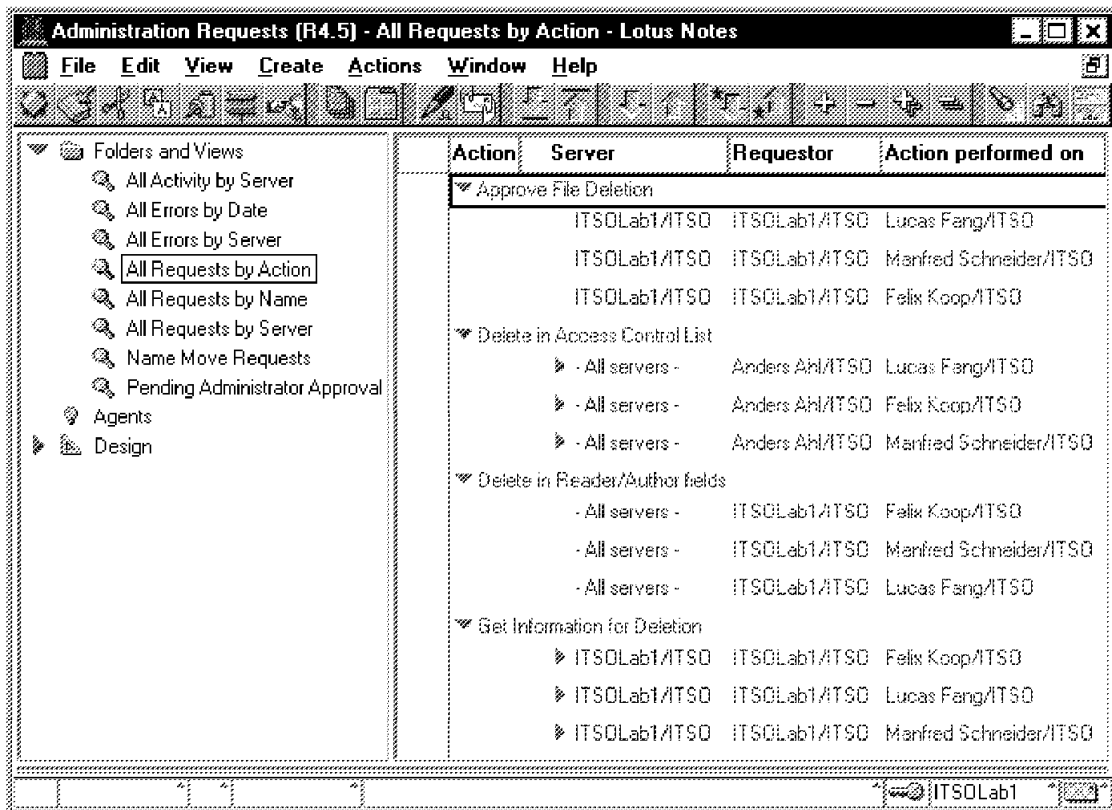 Administration Requests (R4.5) - All Requests by Action - Lotus Notes
File Edit View Create Actions Window Help
Folders and Views
All Activity by Server
All Errors by Date
All Errors by Server
All Requests by Action
All Requests by Name
All Requests by Server
Name Move Requests
Pending Administrator Approval
Agents
Design
Action Server Requestor Action performed on
Approve File Deletion
ITSOLab1/ITSO ITSOLab1/ITSO Lucas Fang/ITSO
ITSOLab1/ITSO ITSOLab1/ITSO Manfred Schneider/ITSO
ITSOLab1/ITSO ITSOLab1/ITSO Felix Koop/ITSO
Delete in Access Control List
- All servers - Anders Ahl/ITSO Lucas Fang/ITSO
- All servers - Anders Ahl/ITSO Felix Koop/ITSO
- All servers - Anders Ahl/ITSO Manfred Schneider/ITSO
Delete in Reader/Author fields
- All servers - ITSOLab1/ITSO Felix Koop/ITSO
- All servers - ITSOLab1/ITSO Manfred Schneider/ITSO
- All servers - ITSOLab1/ITSO Lucas Fang/ITSO
Get Information for Deletion
ITSOLab1/ITSO ITSOLab1/ITSO Felix Koop/ITSO
ITSOLab1/ITSO ITSOLab1/ITSO Lucas Fang/ITSO
ITSOLab1/ITSO ITSOLab1/ITSO Manfred Schneider/ITSO
ITSOLab1